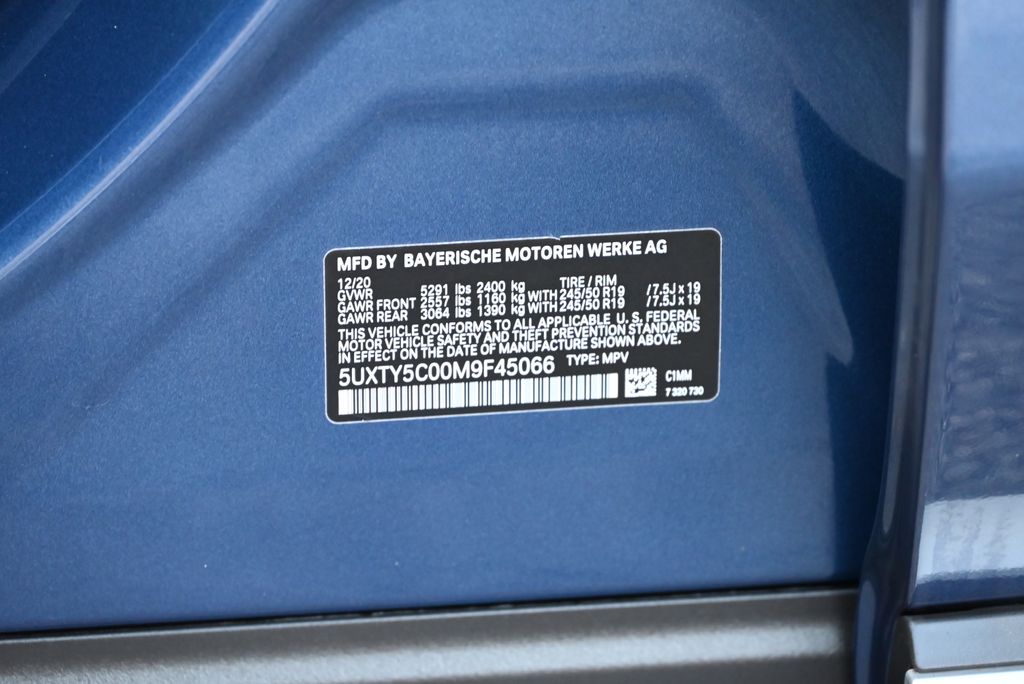 MFD BY BAYERISCHE MOTOREN WERKE AG
12/20 TIRE / RIM
GVWR 5291 lbs 2400 kg
GAWR FRONT 2557 lbs 1160 kg WITH 245/50 R19 /7.5J x 19
GAWR REAR 3064 lbs 1390 kg WITH 245/50 R19 /7.5J x 19
THIS VEHICLE CONFORMS TO ALL APPLICABLE U. S. FEDERAL
MOTOR VEHICLE SAFETY AND THEFT PREVENTION STANDARDS
IN EFFECT ON THE DATE OF MANUFACTURE SHOWN ABOVE.
5UXTY5C00M9F45066 TYPE: MPV
C1MM
7 320 730